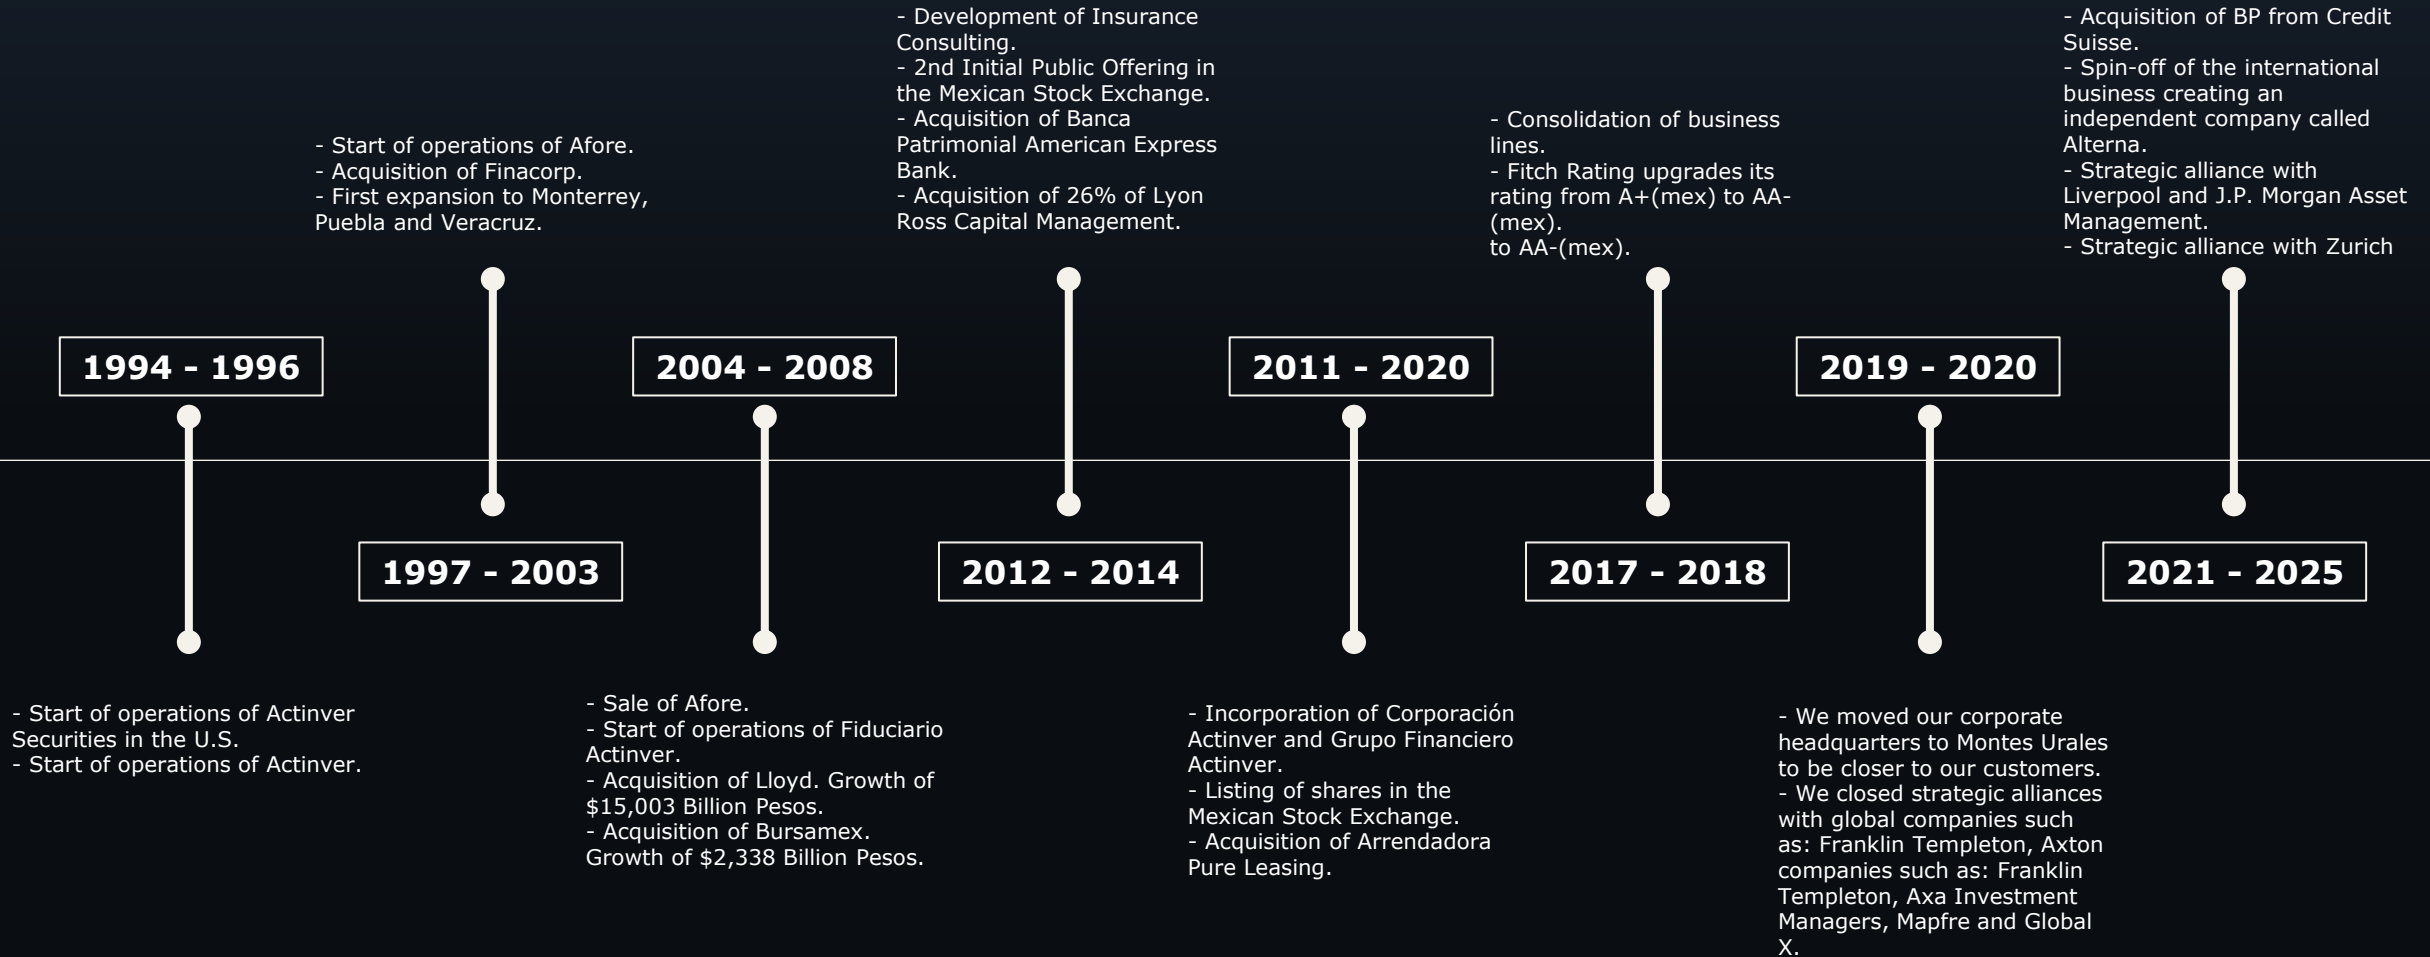 1994 - 1996
- Start of operations of Actinver
Securities in the U.S.
- Start of operations of Actinver.
- Start of operations of Afore.
- Acquisition of Finacorp.
- First expansion to Monterrey,
Puebla and Veracruz.
1997 - 2003
2004 - 2008
- Sale of Afore.
- Start of operations of Fiduciario
Actinver.
- Acquisition of Lloyd. Growth of
$15,003 Billion Pesos.
- Acquisition of Bursamex.
Growth of $2,338 Billion Pesos.
- Development of Insurance
Consulting.
- 2nd Initial Public Offering in
the Mexican Stock Exchange.
- Acquisition of Banca
Patrimonial American Express
Bank.
- Acquisition of 26% of Lyon
Ross Capital Management.
2012 - 2014
2011 - 2020
- Incorporation of Corporación
Actinver and Grupo Financiero
Actinver.
- Listing of shares in the
Mexican Stock Exchange.
- Acquisition of Arrendadora
Pure Leasing.
- Consolidation of business
lines.
- Fitch Rating upgrades its
rating from A+(mex) to AA-
(mex).
to AA-(mex).
2017 - 2018
2019 - 2020
- We moved our corporate
headquarters to Montes Urales
to be closer to our customers.
- We closed strategic alliances
with global companies such
as: Franklin Templeton, Axton
companies such as: Franklin
Templeton, Axa Investment
Managers, Mapfre and Global
X.
- Acquisition of BP from Credit
Suisse.
- Spin-off of the international
business creating an
independent company called
Alterna.
- Strategic alliance with
Liverpool and J.P. Morgan Asset
Management.
- Strategic alliance with Zurich
2021 - 2025